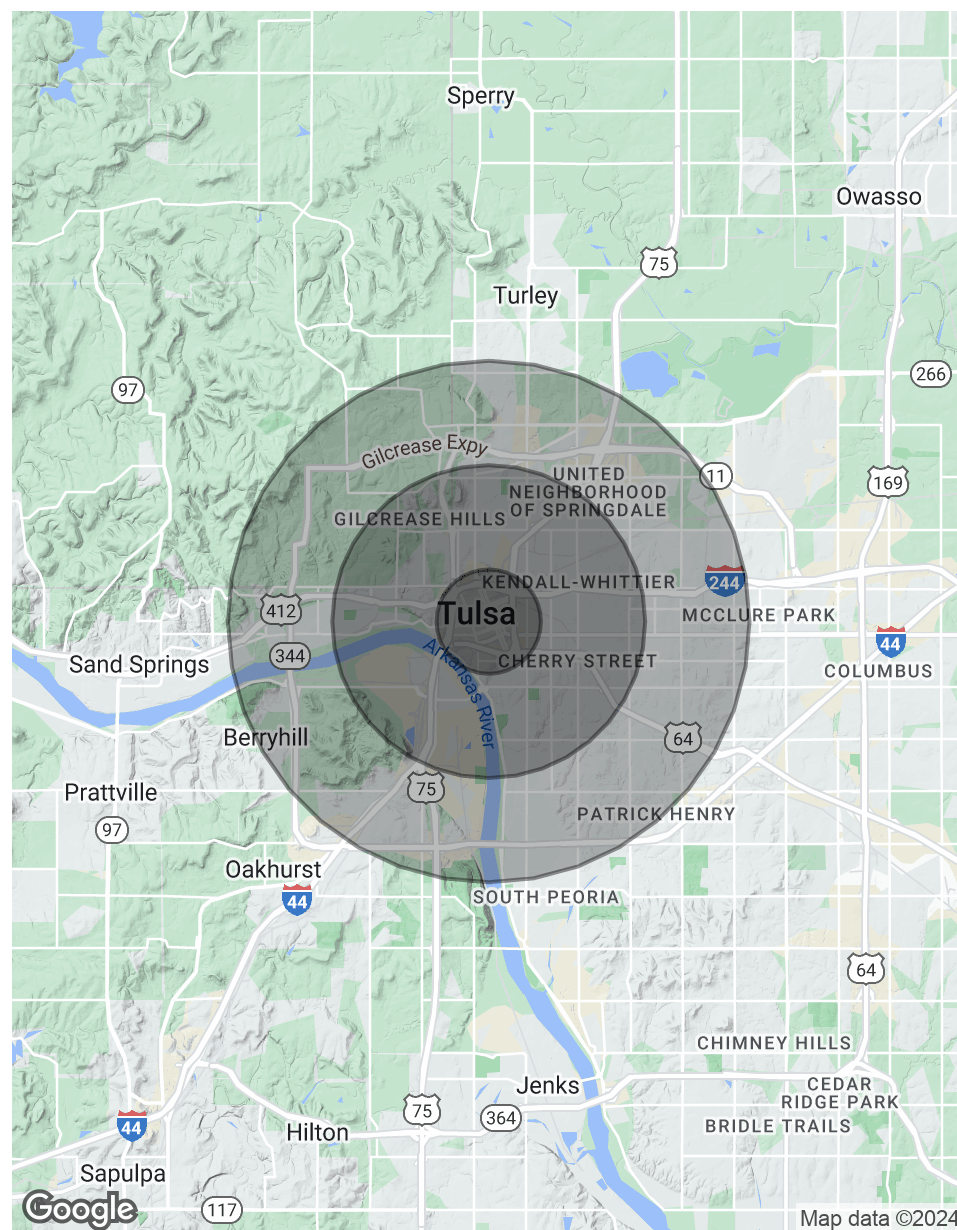 Sperry
Owasso
75
Turley
266
97
Gilcrease Expy
11
UNITED
NEIGHBORHOOD
OF SPRINGDALE
169
GILCREASE HILLS
KENDALL-WHITTIER
244
412
Tulsa
MCCLURE PARK
44
344
Sand Springs
CHERRY STREET
COLUMBUS
Arkansas River
Berryhill
64
75
Prattville
PATRICK HENRY
97
Oakhurst
44
SOUTH PEORIA
64
CHIMNEY HILLS
Jenks
CEDAR
RIDGE PARK
75
364
BRIDLE TRAILS
44
Hilton
Sapulpa
Google
117
Map data ©2024